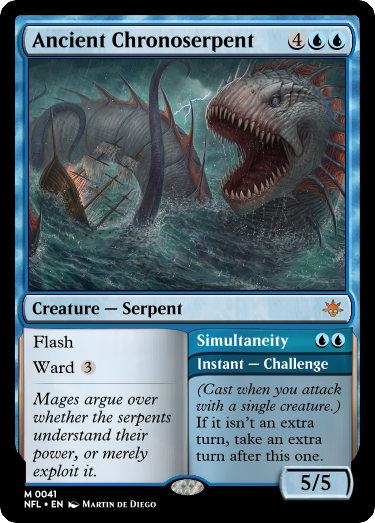 Ancient Chronoserpent 4
Creature — Serpent
Flash
Ward 3
Mages argue over
whether the serpents
understand their
power, or merely
exploit it.
Simultaneity
Instant — Challenge
(Cast when you attack
with a single creature.)
If it isn't an extra
turn, take an extra
turn after this one.
5/5
M 0041
NFL • EN Martin de Diego